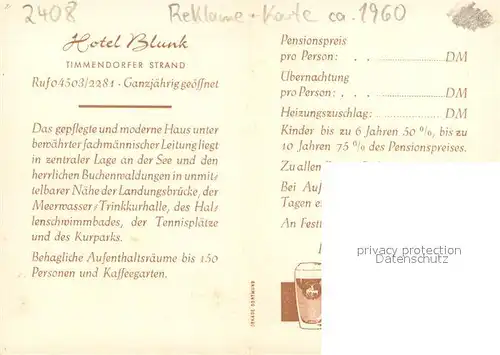 2408
Reklame-Karte ca. 1960
Hotel Blunk
TIMMENDORFER STRAND
Ruf 04503/2281 · Ganzjährig geöffnet
Das gepflegte und moderne Haus unter
bewährter fachmännischer Leitung liegt
in zentraler Lage an der See und den
herrlichen Buchenwaldungen in unmit-
telbarer Nähe der Landungsbrücke, der
Meerwasser-Trinkkurhalle, des Hal-
lenschwimmbades, der Tennisplätze
und des Kurparks.
Behagliche Aufenthaltsräume bis 150
Personen und Kaffeegarten.
Pensionspreis
pro Person: . . . DM
Übernachtung
pro Person: . . . DM
Heizungszuschlag: DM
Kinder bis zu 6 Jahren 50 %, bis zu
10 Jahren 75 % des Pensionspreises.
Zu allen
Bei
Tagen
An
privacy protection
ansichtskartenversand.com
DORTMUND